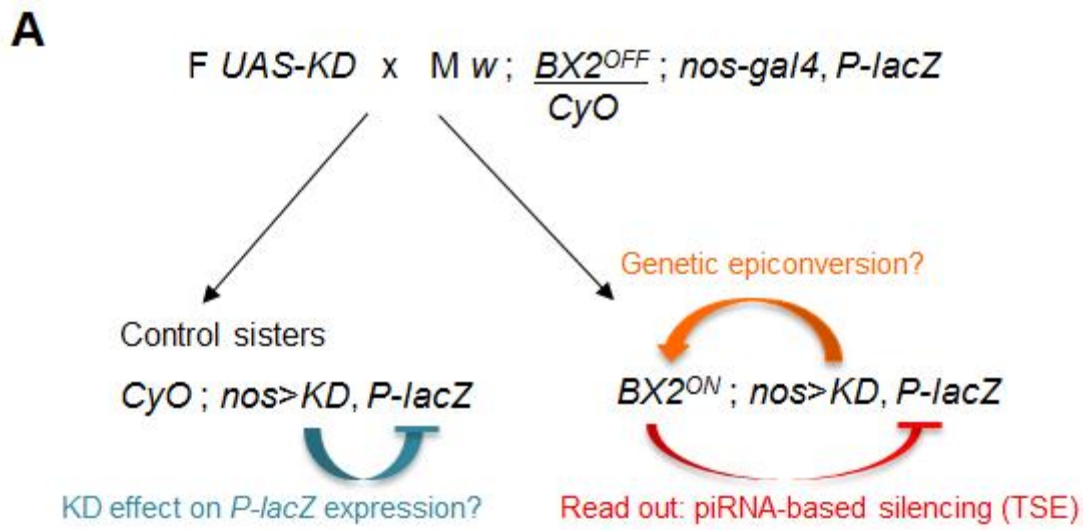 A
F UAS-KD x M w ; BX2OFF ; nos-gal4, P-lacZ
CyO
Genetic epiconversion?
Control sisters
CyO ; nos>KD, P-lacZ
BX2ON ; nos>KD, P-lacZ
KD effect on P-lacZ expression?
Read out: piRNA-based silencing (TSE)